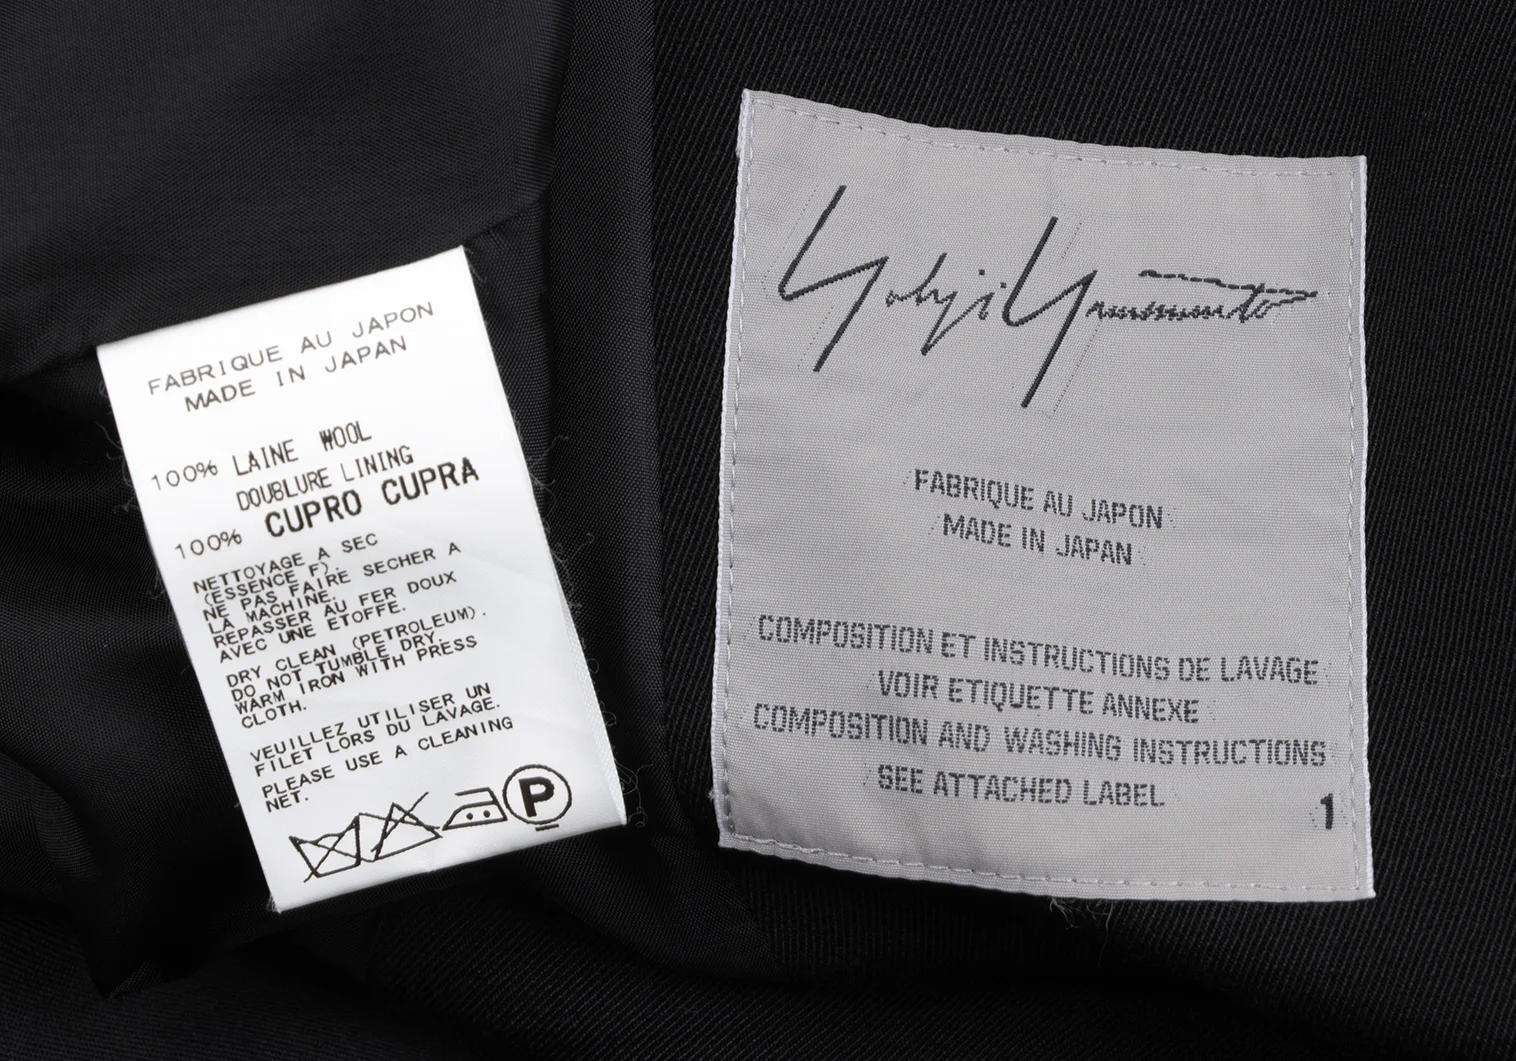 FABRIQUE AU JAPON
MADE IN JAPAN
100% LAINE WOOL
DOUBLURE LINING
100% CUPRO CUPRA
NETTOYAGE A SEC
(ESSENCE F).
NE PAS FAIRE SECHER A
LA MACHINE.
REPASSER AU FER DOUX
AVEC UNE ETOFFE.
DRY CLEAN (PETROLEUM).
DO NOT TUMBLE DRY.
WARM IRON WITH PRESS
CLOTH.
VEUILLEZ UTILISER UN
FILET LORS DU LAVAGE.
PLEASE USE A CLEANING
NET.
P
Yohji Yamamoto
FABRIQUE AU JAPON
MADE IN JAPAN
COMPOSITION ET INSTRUCTIONS DE LAVAGE
VOIR ETIQUETTE ANNEXE
COMPOSITION AND WASHING INSTRUCTIONS
SEE ATTACHED LABEL
1